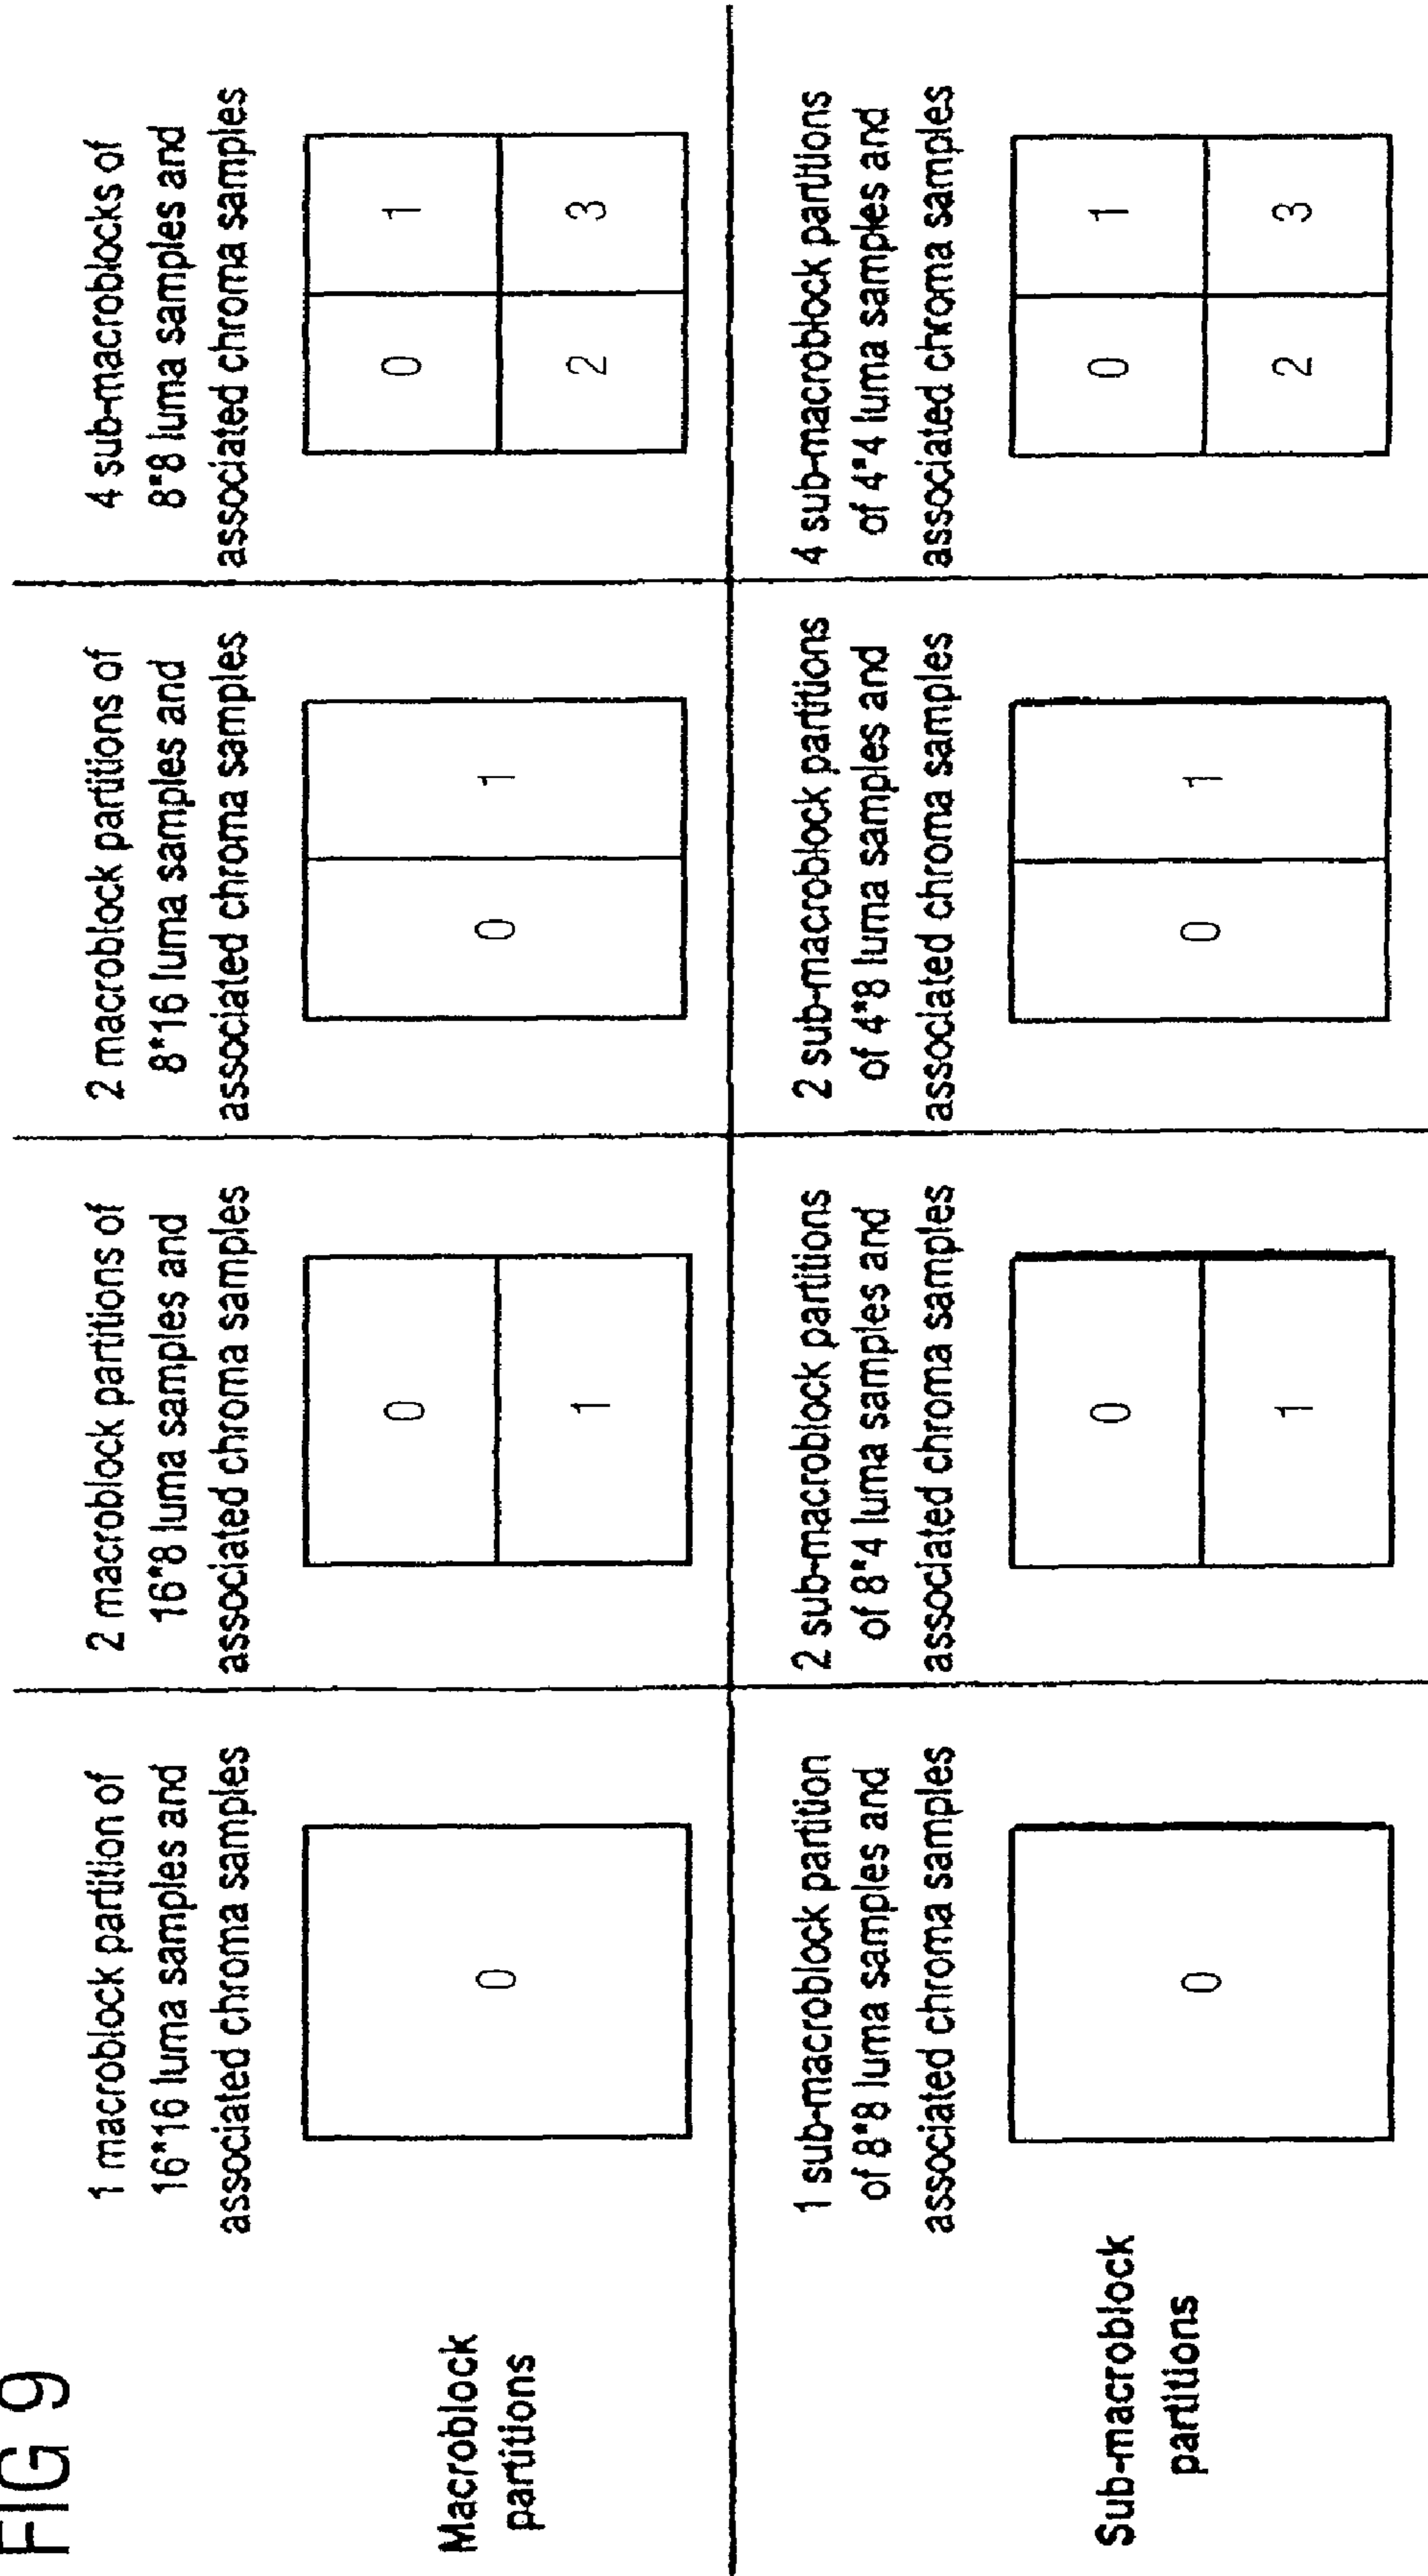 FIG 9
Macroblock
partitions
1 macroblock partition of
16*16 luma samples and
associated chroma samples
0
2 macroblock partitions of
16*8 luma samples and
associated chroma samples
0
1
2 macroblock partitions of
8*16 luma samples and
associated chroma samples
0 1
4 sub-macroblocks of
8*8 luma samples and
associated chroma samples
0 1
2 3
Sub-macroblock
partitions
1 sub-macroblock partition
of 8*8 luma samples and
associated chroma samples
0
2 sub-macroblock partitions
of 8*4 luma samples and
associated chroma samples
0
1
2 sub-macroblock partitions
of 4*8 luma samples and
associated chroma samples
0 1
4 sub-macroblock partitions
of 4*4 luma samples and
associated chroma samples
0 1
2 3